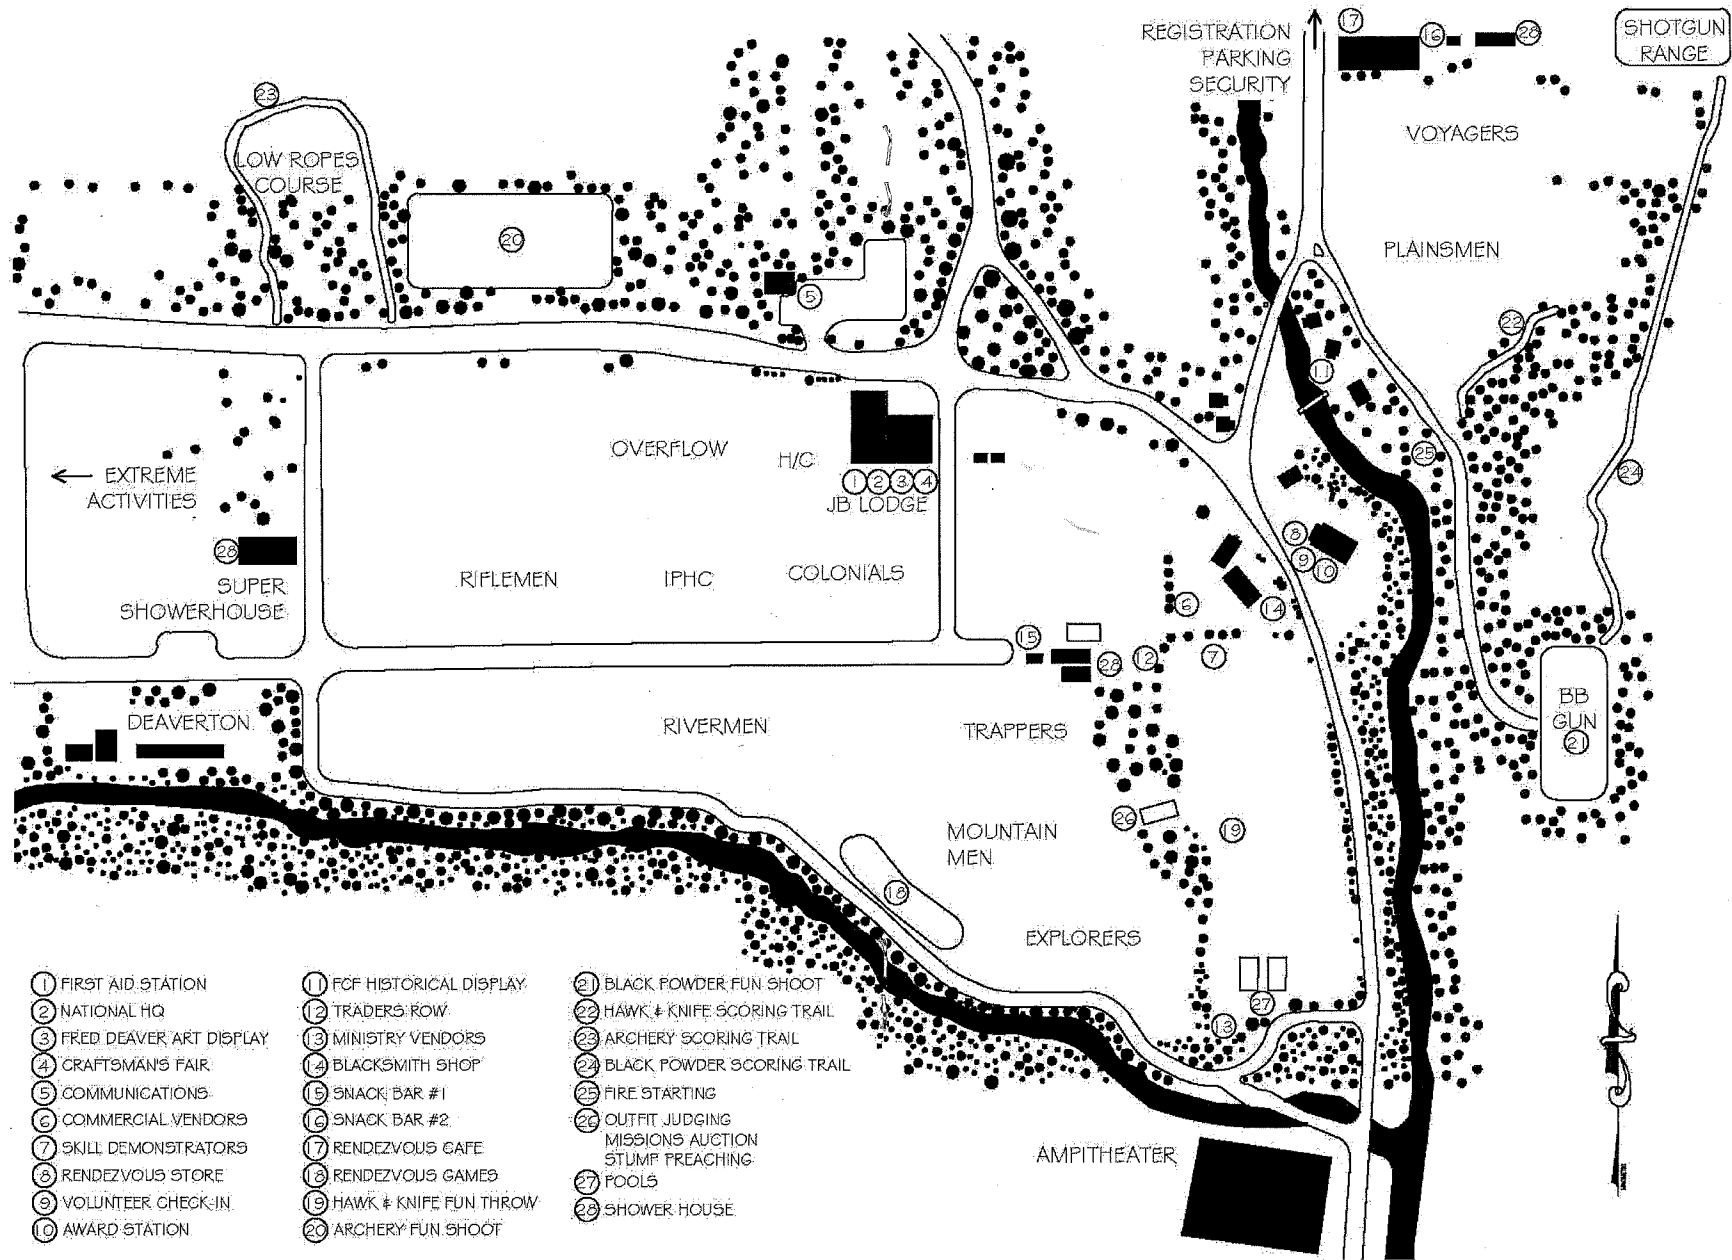 REGISTRATION
PARKING
SECURITY
17
16
28
SHOTGUN
RANGE
23
VOYAGERS
LOW ROPES
COURSE
20
PLAINSMEN
5
22
11
OVERFLOW
H/C
25
EXTREME
ACTIVITIES
1 2 3 4
JB LODGE
24
28
SUPER
SHOWERHOUSE
RIFLEMEN
IPHC
COLONIALS
8
9
10
6
14
15
28
12
7
DEAVERTON
RIVERMEN
TRAPPERS
BB
GUN
21
26
19
MOUNTAIN
MEN
18
EXPLORERS
27
13
AMPITHEATER
1 FIRST AID STATION
2 NATIONAL HQ
3 FRED DEAVER ART DISPLAY
4 CRAFTSMAN'S FAIR
5 COMMUNICATIONS
6 COMMERCIAL VENDORS
7 SKILL DEMONSTRATORS
8 RENDEZVOUS STORE
9 VOLUNTEER CHECK-IN
10 AWARD STATION
11 FCF HISTORICAL DISPLAY
12 TRADERS ROW
13 MINISTRY VENDORS
14 BLACKSMITH SHOP
15 SNACK BAR #1
16 SNACK BAR #2
17 RENDEZVOUS CAFE
18 RENDEZVOUS GAMES
19 HAWK & KNIFE FUN THROW
20 ARCHERY FUN SHOOT
21 BLACK POWDER FUN SHOOT
22 HAWK & KNIFE SCORING TRAIL
23 ARCHERY SCORING TRAIL
24 BLACK POWDER SCORING TRAIL
25 FIRE STARTING
26 OUTFIT JUDGING
MISSIONS AUCTION
STUMP PREACHING
27 POOLS
28 SHOWER HOUSE